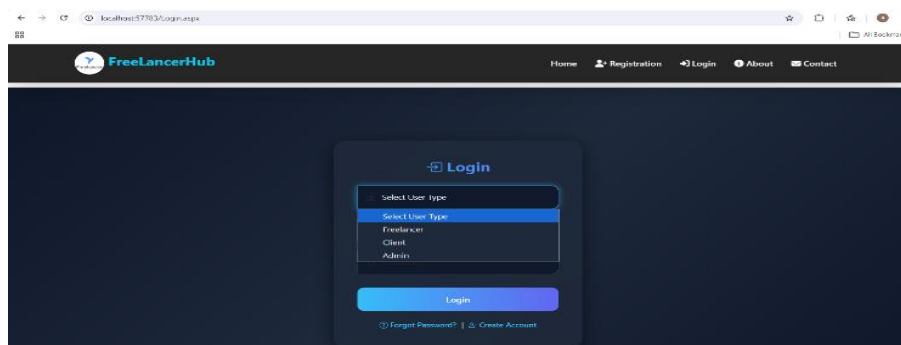 localhost:57783/Login.aspx
All Bookmar
FreeLancerHub
Home Registration Login About Contact
Login
Select User Type
Select User Type
Freelancer
Client
Admin
Login
Forgot Password? | Create Account